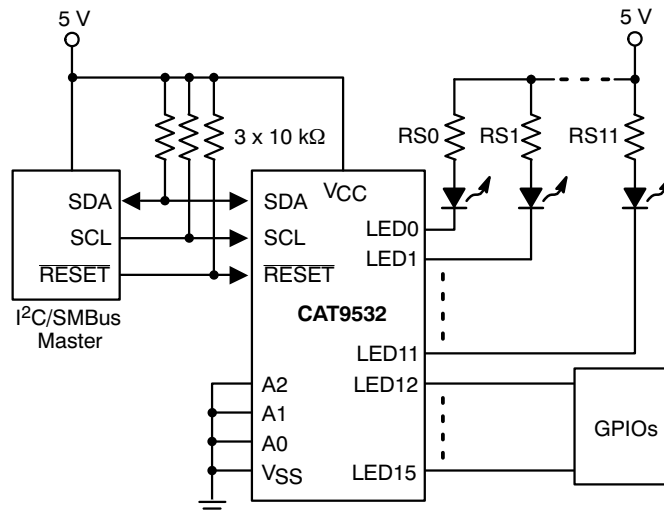 5 V
5 V
RS0
RS1
RS11
3 x 10 kΩ
VCC
SDA
SCL
RESET
I2C/SMBus
Master
SDA
SCL
RESET
CAT9532
A2
A1
A0
VSS
LED0
LED1
LED11
LED12
LED15
GPIOs